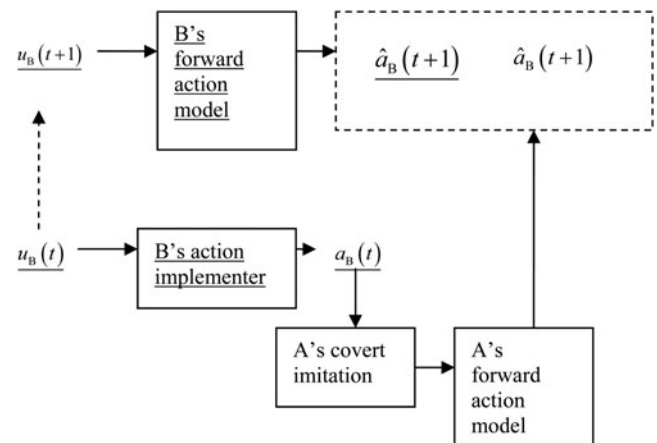 u_B(t+1)
B's
forward
action
model
â_B(t+1) â_B(t+1)
u_B(t)
B's action
implementer
a_B(t)
A's covert
imitation
A's
forward
action
model